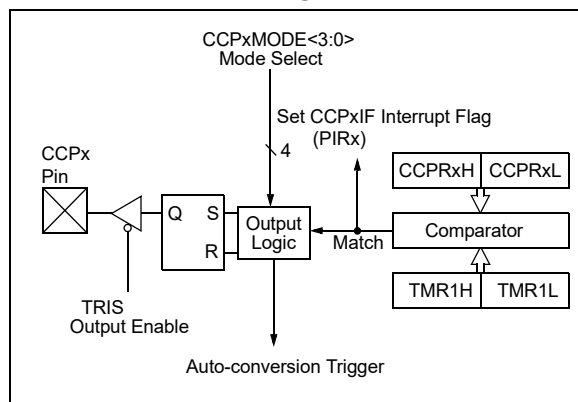 CCPxMODE<3:0>
Mode Select
Set CCPxIF Interrupt Flag
(PIRx)
4
CCPx
Pin
CCPRxH CCPRxL
Q S
R
Output
Logic
Match
Comparator
TMR1H TMR1L
TRIS
Output Enable
Auto-conversion Trigger